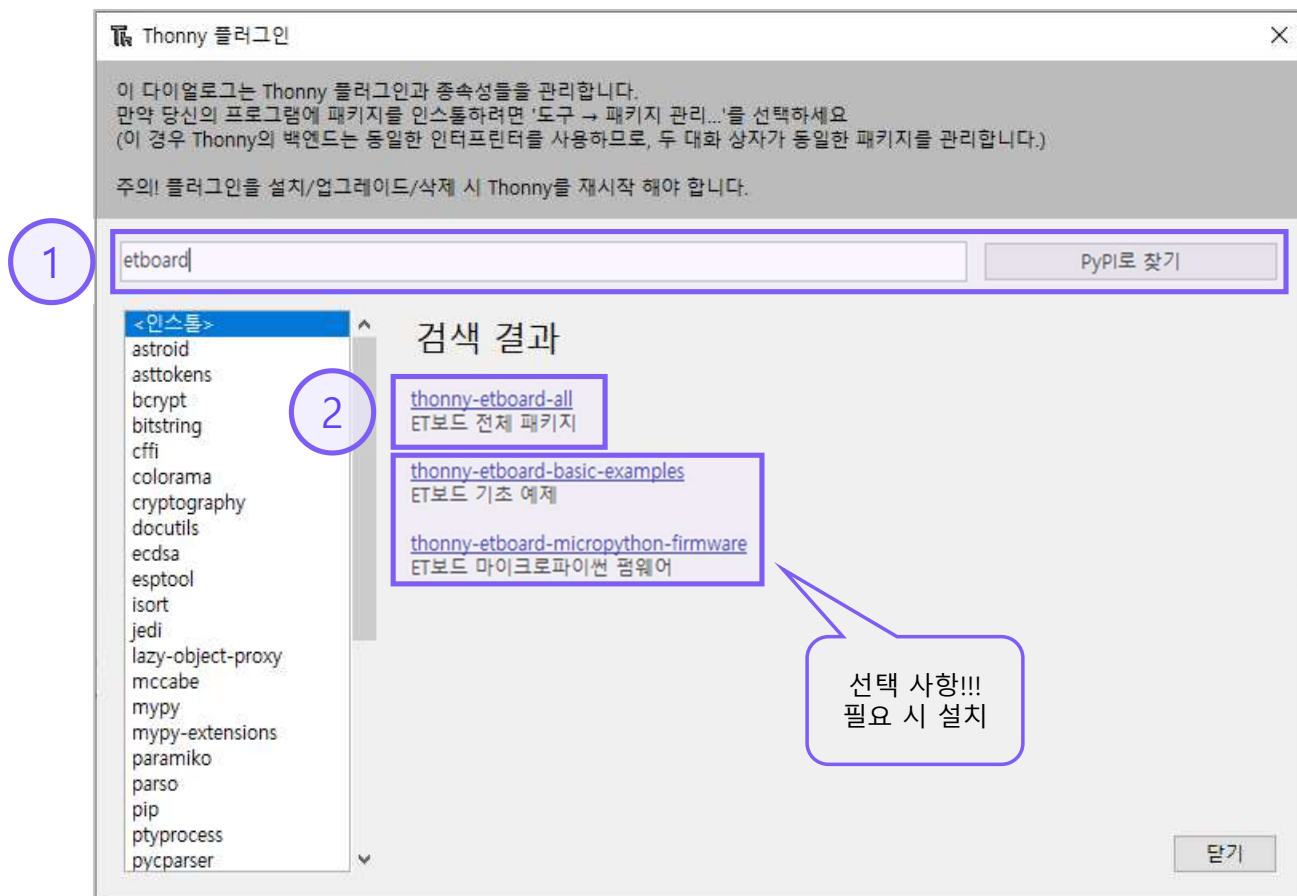 Thonny 플러그인
이 다이얼로그는 Thonny 플러그인과 종속성들을 관리합니다.
만약 당신의 프로그램에 패키지를 인스톨하려면 '도구 → 패키지 관리...'를 선택하세요
(이 경우 Thonny의 백엔드는 동일한 인터프린터를 사용하므로, 두 대화 상자가 동일한 패키지를 관리합니다.)
주의! 플러그인을 설치/업그레이드/삭제 시 Thonny를 재시작 해야 합니다.
1
etboard
PyPI로 찾기
<인스톨>
astroid
asttokens
bcrypt
bitstring
cffi
colorama
cryptography
docutils
ecdsa
esptool
isort
jedi
lazy-object-proxy
mccabe
mypy
mypy-extensions
paramiko
parso
pip
ptyprocess
pycparser
검색 결과
2
thonny-etboard-all
ET보드 전체 패키지
thonny-etboard-basic-examples
ET보드 기초 예제
thonny-etboard-micropython-firmware
ET보드 마이크로파이썬 펌웨어
선택 사항!!!
필요 시 설치
닫기